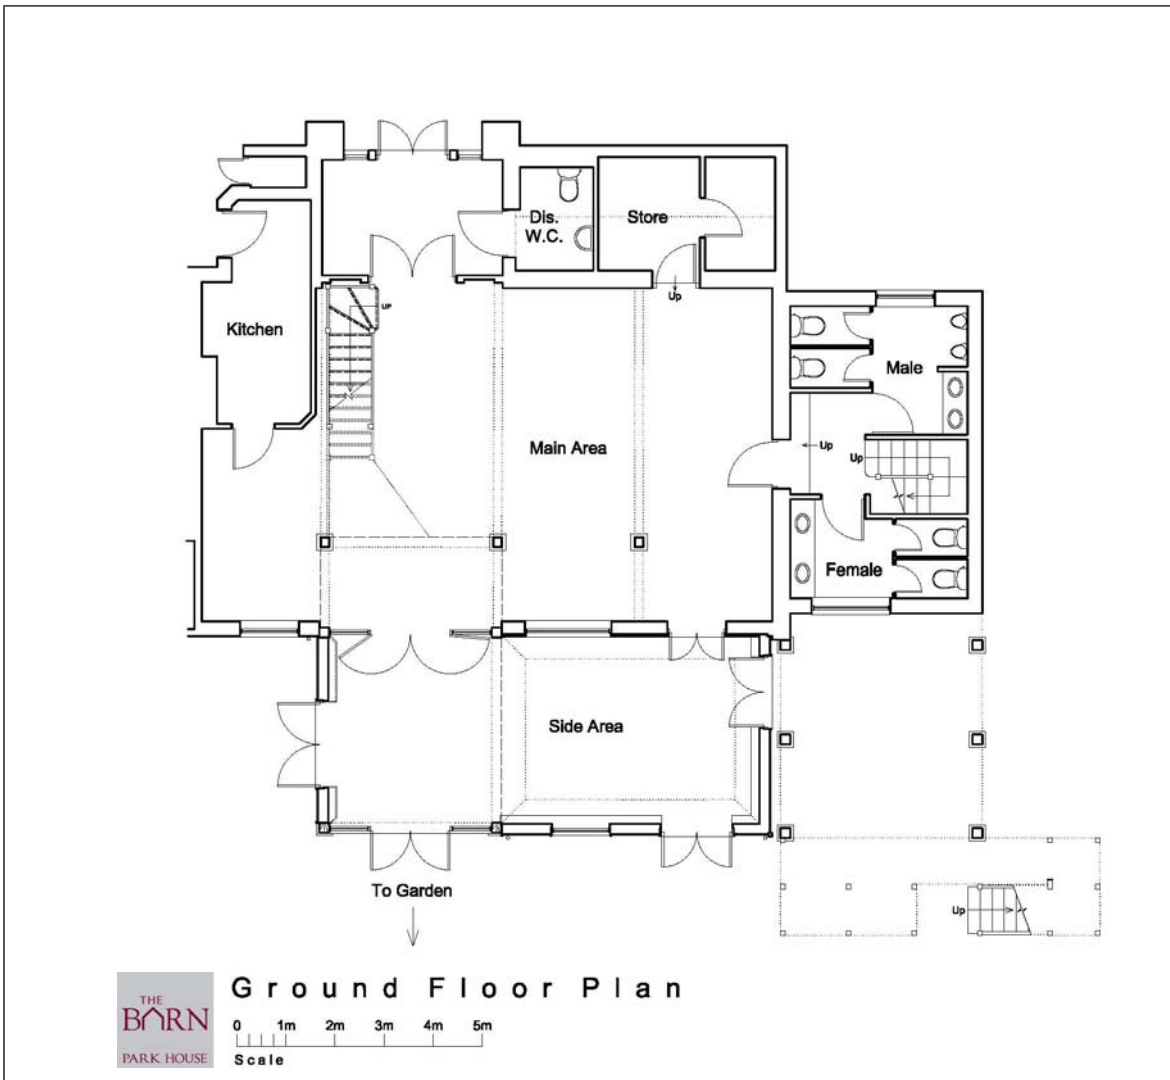 Dis.
W.C.
Store
Up
UP
Kitchen
Male
Main Area
Up
Up
Female
Side Area
To Garden
Up
THE
BARN
PARK HOUSE
Ground Floor Plan
0 1m 2m 3m 4m 5m
Scale